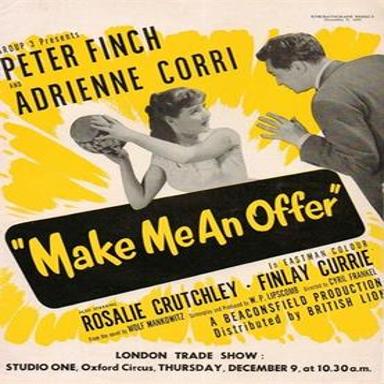 GROUP 3 Presents
PETER FINCH
AND
ADRIENNE CORRI
"Make Me An Offer"
In EASTMAN COLOUR
ALSO STARRING
ROSALIE CRUTCHLEY · FINLAY CURRIE
From the novel by WOLF MANKOWITZ Screenplay and Produced by W. P. LIPSCOMB Directed by CYRIL FRANKEL
A BEACONSFIELD PRODUCTION
Distributed by BRITISH LION
LONDON TRADE SHOW :
STUDIO ONE, Oxford Circus, THURSDAY, DECEMBER 9, at 10.30 a.m.